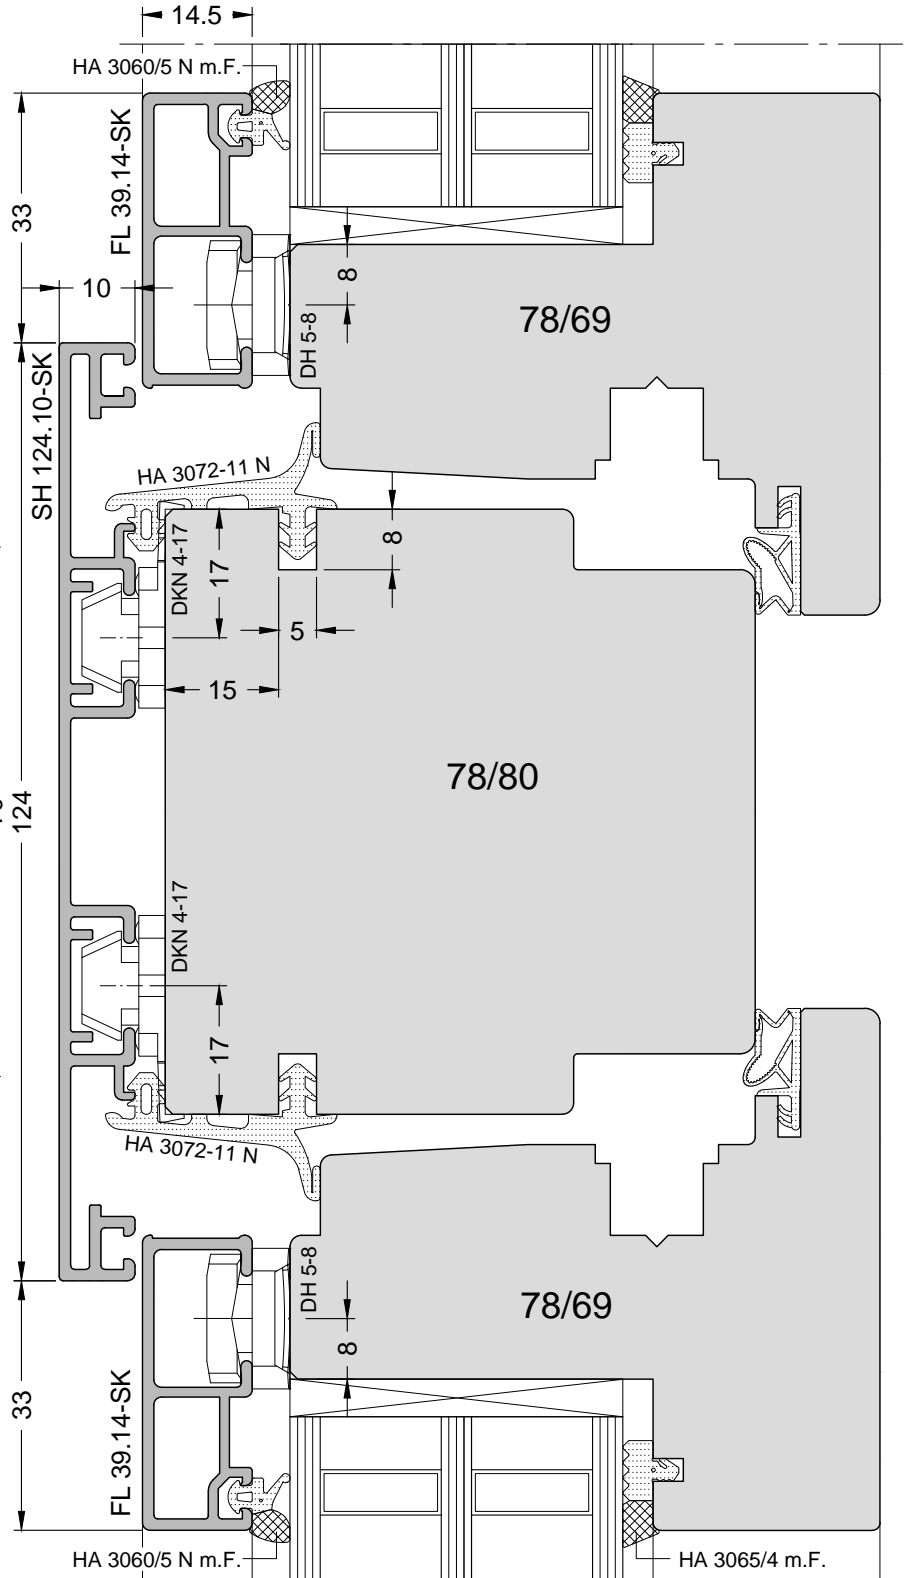 14.5
HA 3060/5 N m.F.
FL 39.14-SK
33
10
8
78/69
DH 5-8
SH 124.10-SK
HA 3072-11 N
DKN 4-17
17
8
5
15
78/80
124
DKN 4-17
17
HA 3072-11 N
DH 5-8
78/69
8
33
FL 39.14-SK
HA 3060/5 N m.F.
HA 3065/4 m.F.